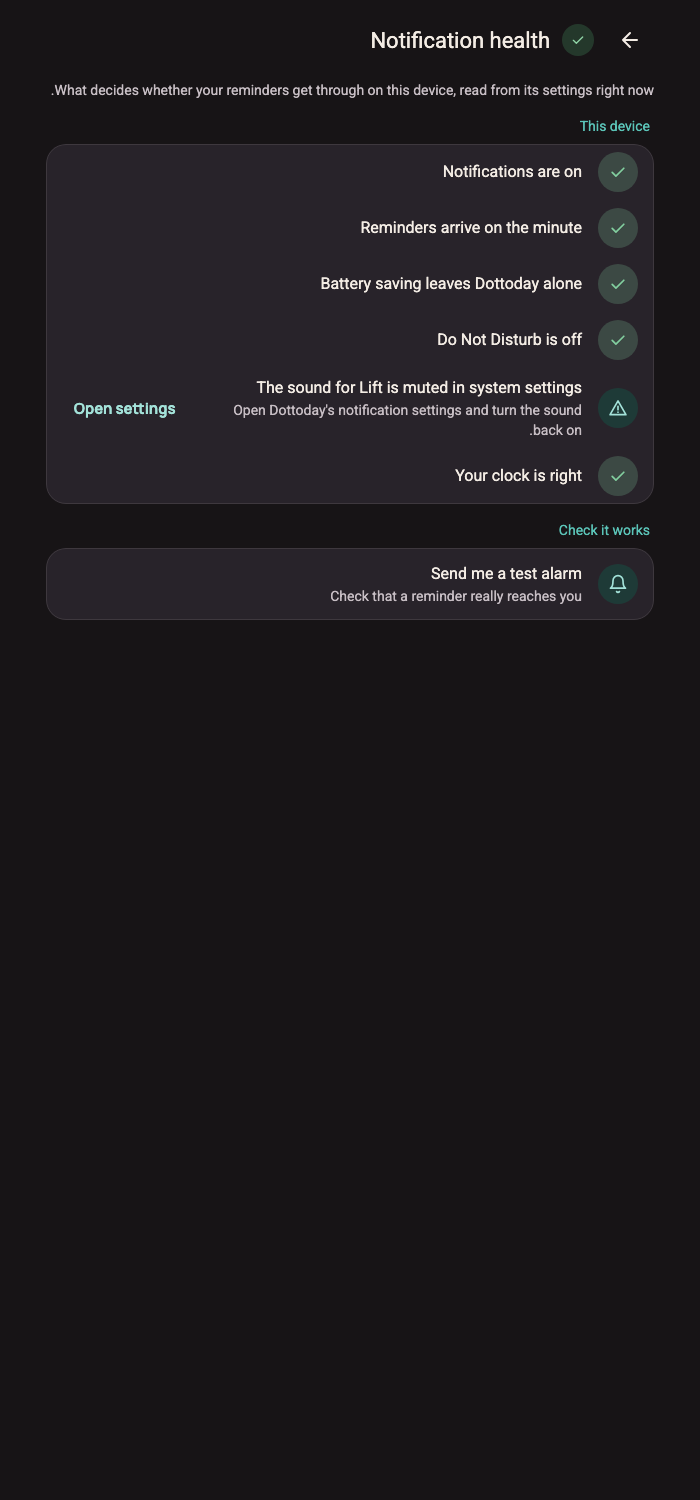 Notification health
.What decides whether your reminders get through on this device, read from its settings right now
This device
Notifications are on
Reminders arrive on the minute
Battery saving leaves Dottoday alone
Do Not Disturb is off
The sound for Lift is muted in system settings
Open Dottoday's notification settings and turn the sound
.back on
Open settings
Your clock is right
Check it works
Send me a test alarm
Check that a reminder really reaches you